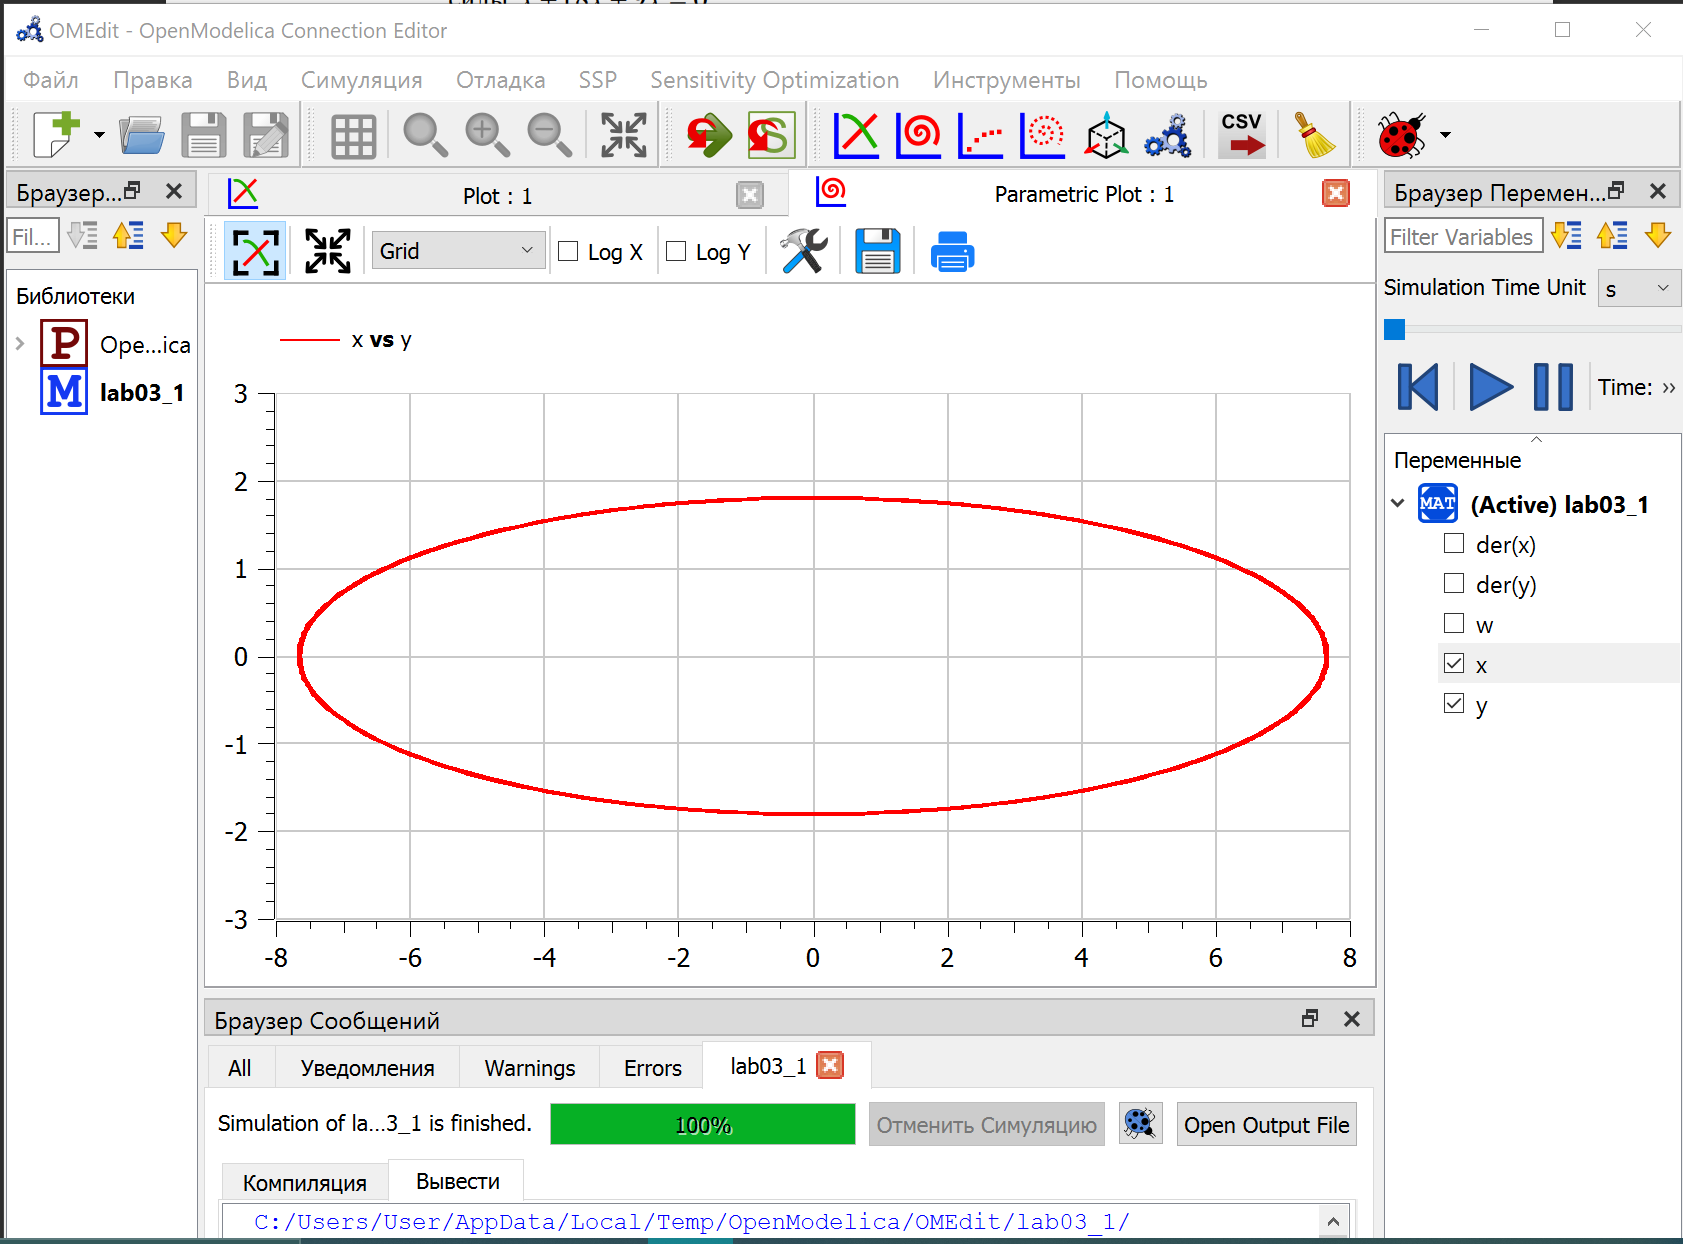 OMEdit - OpenModelica Connection Editor
Файл Правка Вид Симуляция Отладка SSP Sensitivity Optimization Инструменты Помощь
CSV
Браузер...
Plot : 1
Parametric Plot : 1
Браузер Перемен...
Fil...
Grid
Log X
Log Y
Filter Variables
Библиотеки
Simulation Time Unit s
P Ope...ica
M lab03_1
Time: »
x vs y
3
2
1
0
-1
-2
-3
-8 -6 -4 -2 0 2 4 6 8
Переменные
MAT (Active) lab03_1
der(x)
der(y)
w
x
y
Браузер Сообщений
All Уведомления Warnings Errors lab03_1
Simulation of la...3_1 is finished. 100% Отменить Симуляцию Open Output File
Компиляция Вывести
C:/Users/User/AppData/Local/Temp/OpenModelica/OMEdit/lab03_1/